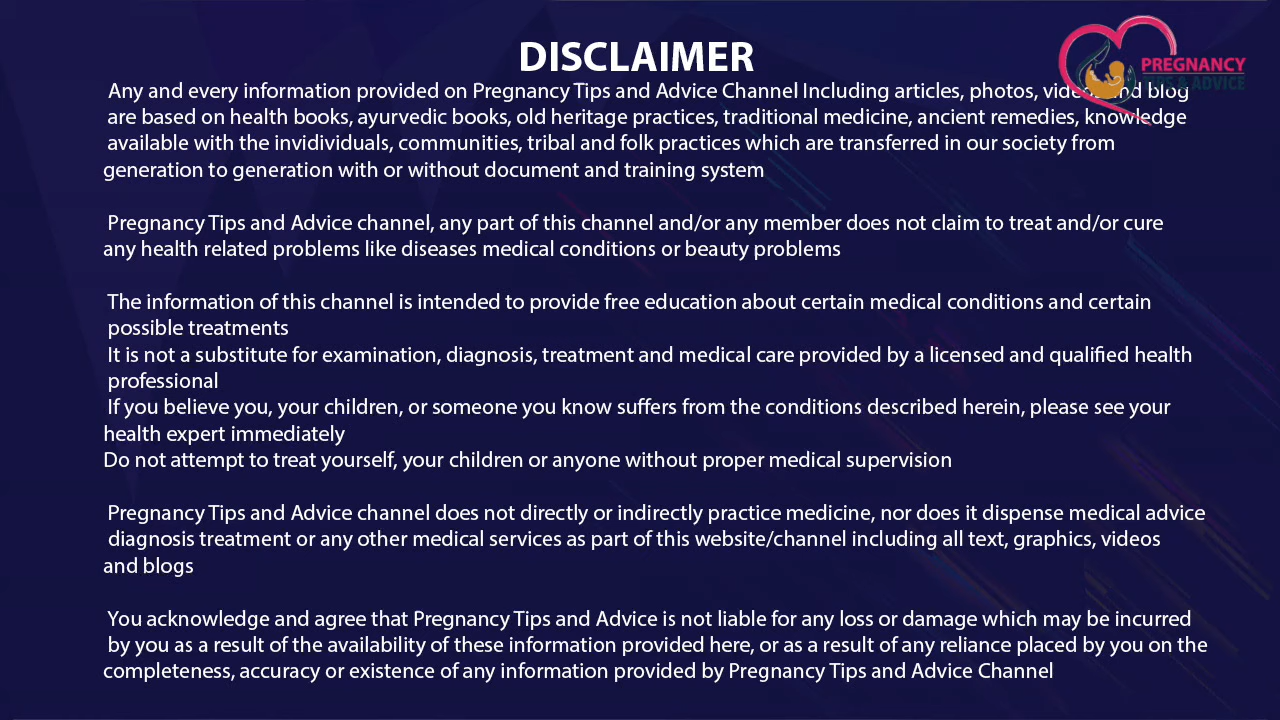 DISCLAIMER
PREGNANCY
TIPS & ADVICE
Any and every information provided on Pregnancy Tips and Advice Channel Including articles, photos, videos and blog
are based on health books, ayurvedic books, old heritage practices, traditional medicine, ancient remedies, knowledge
available with the invidividuals, communities, tribal and folk practices which are transferred in our society from
generation to generation with or without document and training system
Pregnancy Tips and Advice channel, any part of this channel and/or any member does not claim to treat and/or cure
any health related problems like diseases medical conditions or beauty problems
The information of this channel is intended to provide free education about certain medical conditions and certain
possible treatments
It is not a substitute for examination, diagnosis, treatment and medical care provided by a licensed and qualified health
professional
If you believe you, your children, or someone you know suffers from the conditions described herein, please see your
health expert immediately
Do not attempt to treat yourself, your children or anyone without proper medical supervision
Pregnancy Tips and Advice channel does not directly or indirectly practice medicine, nor does it dispense medical advice
diagnosis treatment or any other medical services as part of this website/channel including all text, graphics, videos
and blogs
You acknowledge and agree that Pregnancy Tips and Advice is not liable for any loss or damage which may be incurred
by you as a result of the availability of these information provided here, or as a result of any reliance placed by you on the
completeness, accuracy or existence of any information provided by Pregnancy Tips and Advice Channel